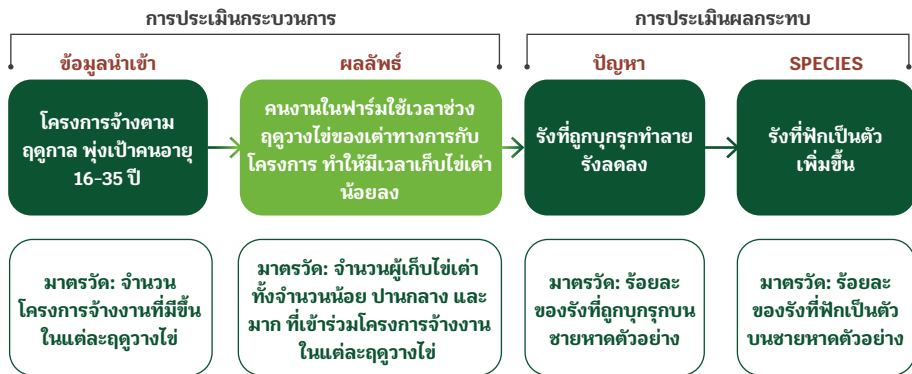 การประเมินกระบวนการ
การประเมินผลกระทบ
ข้อมูลนำเข้า
ผลลัพธ์
ปัญหา
SPECIES
โครงการจ้างตาม
ฤดูกาล พุ่งเป้าคนอายุ
16-35 ปี
คนงานในฟาร์มใช้เวลาช่วง
ฤดูวางไข่ของเต่าทางการกับ
โครงการ ทำให้มีเวลาเก็บไข่เต่า
น้อยลง
รังที่ถูกบุกรุกทำลาย
รังลดลง
รังที่ฟักเป็นตัว
เพิ่มขึ้น
มาตรวัด: จำนวน
โครงการจ้างงานที่มีขึ้น
ในแต่ละฤดูวางไข่
มาตรวัด: จำนวนผู้เก็บไข่เต่า
ทั้งจำนวนน้อย ปานกลาง และ
มาก ที่เข้าร่วมโครงการจ้างงาน
ในแต่ละฤดูวางไข่
มาตรวัด: ร้อยละ
ของรังที่ถูกบุกรุกบน
ชายหาดตัวอย่าง
มาตรวัด: ร้อยละ
ของรังที่ฟักเป็นตัว
บนชายหาดตัวอย่าง